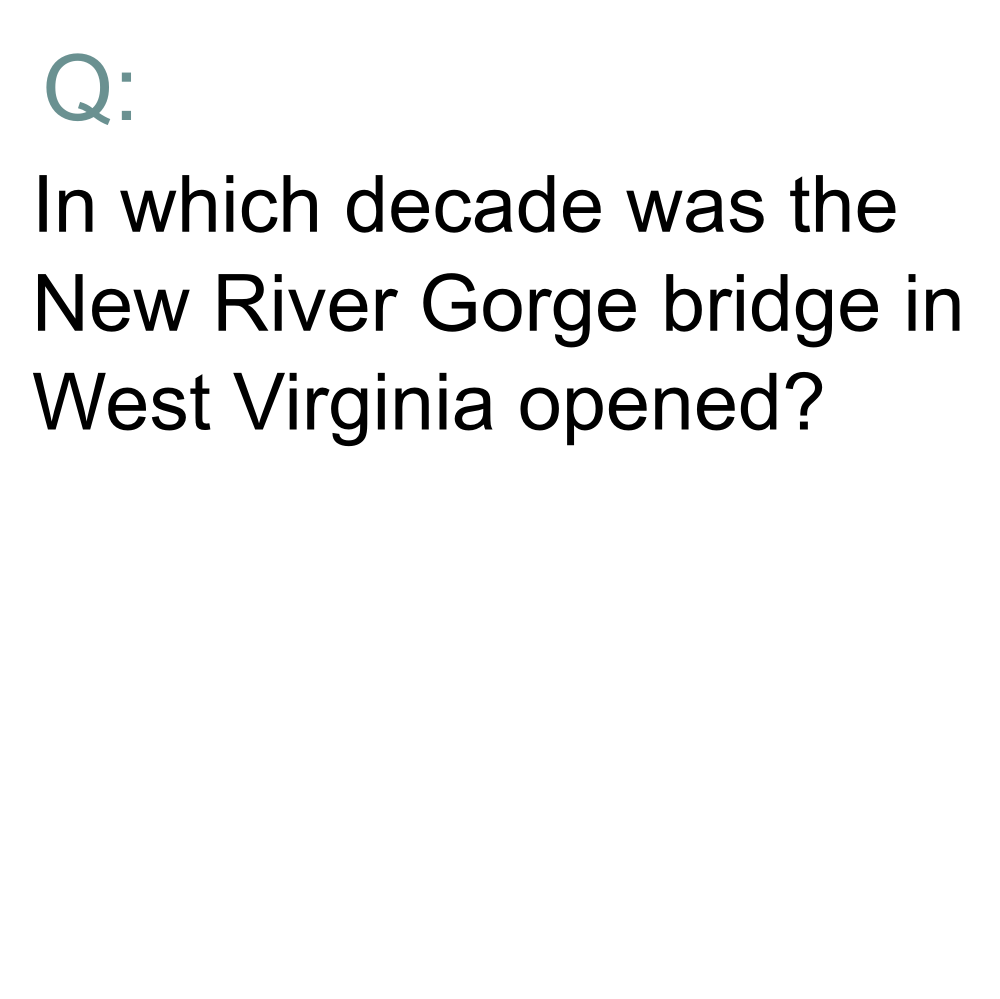 Q:
In which decade was the
New River Gorge bridge in
West Virginia opened?